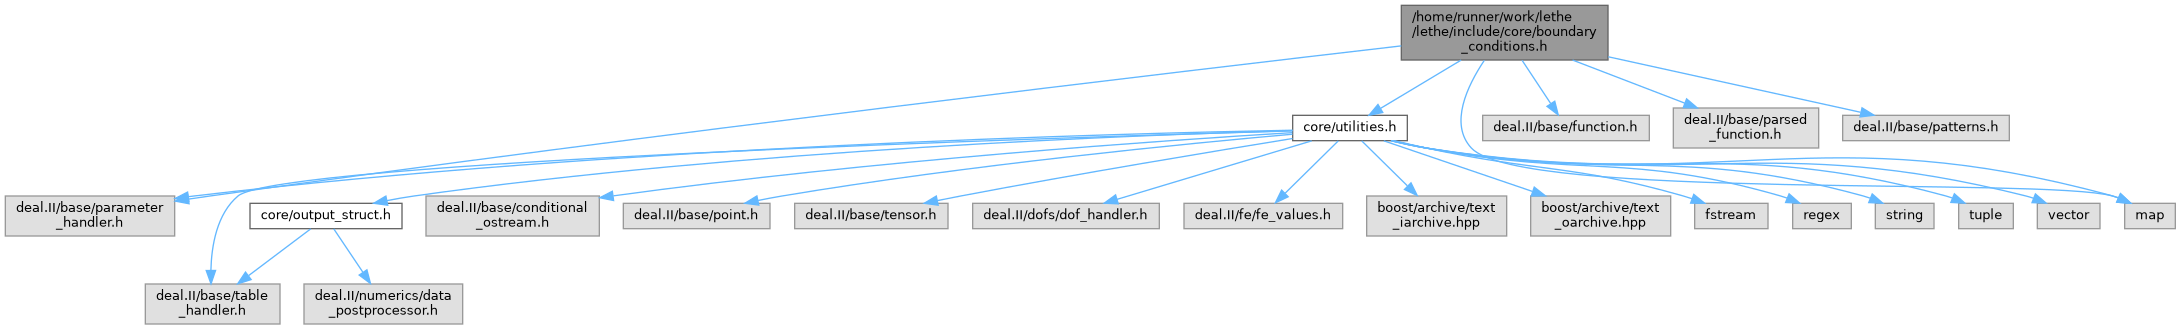 /home/runner/work/lethe
/lethe/include/core/boundary
_conditions.h
core/utilities.h
deal.II/base/function.h
deal.II/base/parsed
_function.h
deal.II/base/patterns.h
deal.II/base/parameter
_handler.h
core/output_struct.h
deal.II/base/conditional
_ostream.h
deal.II/base/point.h
deal.II/base/tensor.h
deal.II/dofs/dof_handler.h
deal.II/fe/fe_values.h
boost/archive/text
_iarchive.hpp
boost/archive/text
_oarchive.hpp
fstream
regex
string
tuple
vector
map
deal.II/base/table
_handler.h
deal.II/numerics/data
_postprocessor.h